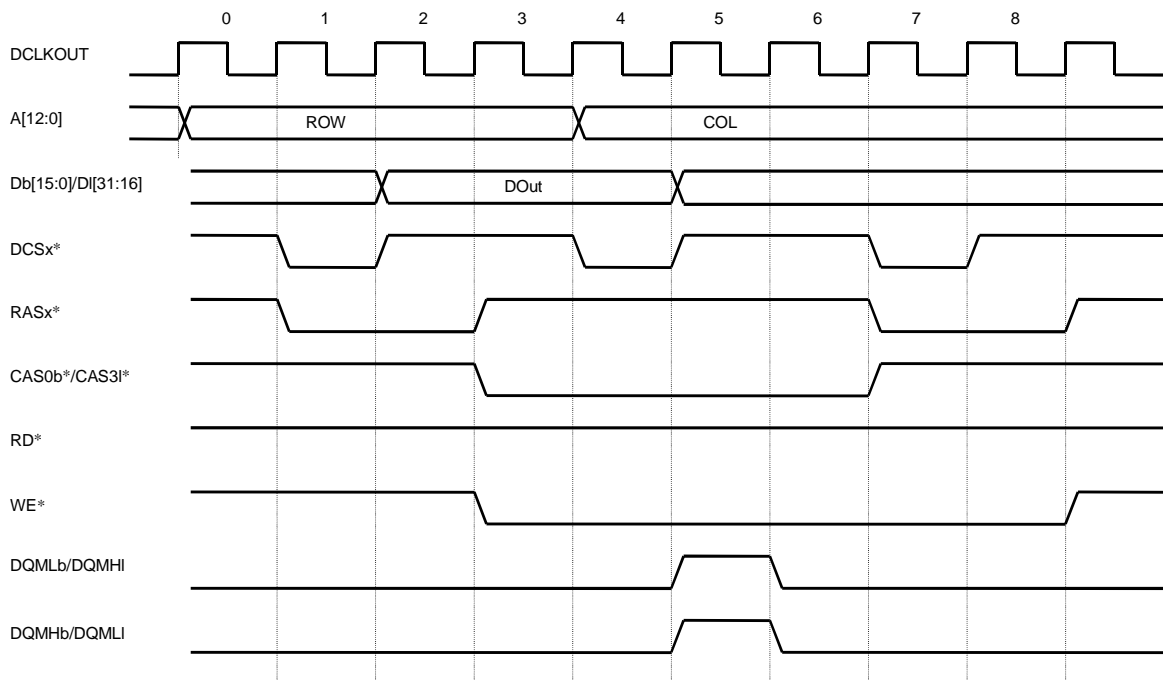 0 1 2 3 4 5 6 7 8
DCLKOUT
A[12:0] ROW COL
Db[15:0]/Dl[31:16] DOut
DCSx*
RASx*
CAS0b*/CAS3l*
RD*
WE*
DQMLb/DQMHl
DQMHb/DQMLl